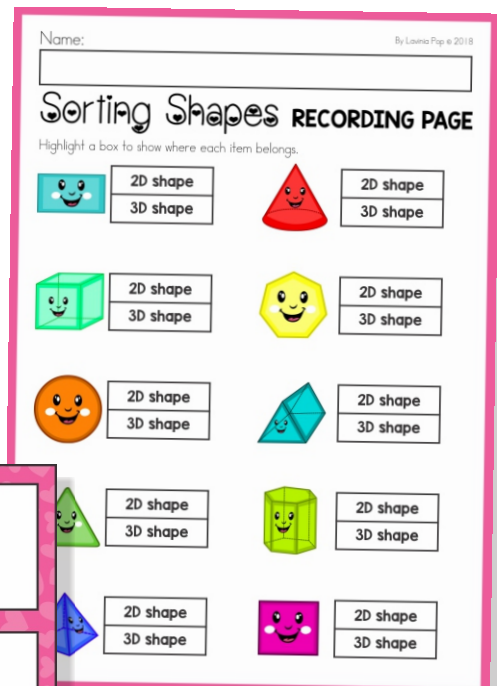 Name:
By Lavinia Pop © 2018
Sorting Shapes RECORDING PAGE
Highlight a box to show where each item belongs.
2D shape
3D shape
2D shape
3D shape
2D shape
3D shape
2D shape
3D shape
2D shape
3D shape
2D shape
3D shape
2D shape
3D shape
2D shape
3D shape
2D shape
3D shape
2D shape
3D shape